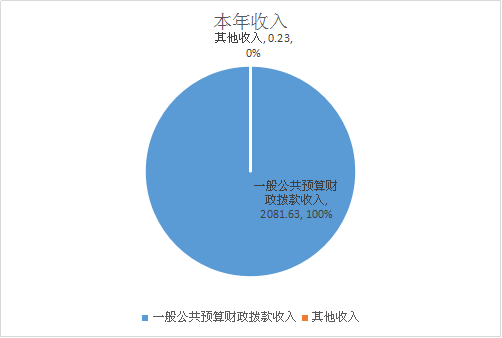 本年收入
其他收入, 0.23,
0%
一般公共预算财
政拨款收入,
2081.63, 100%
一般公共预算财政拨款收入
其他收入